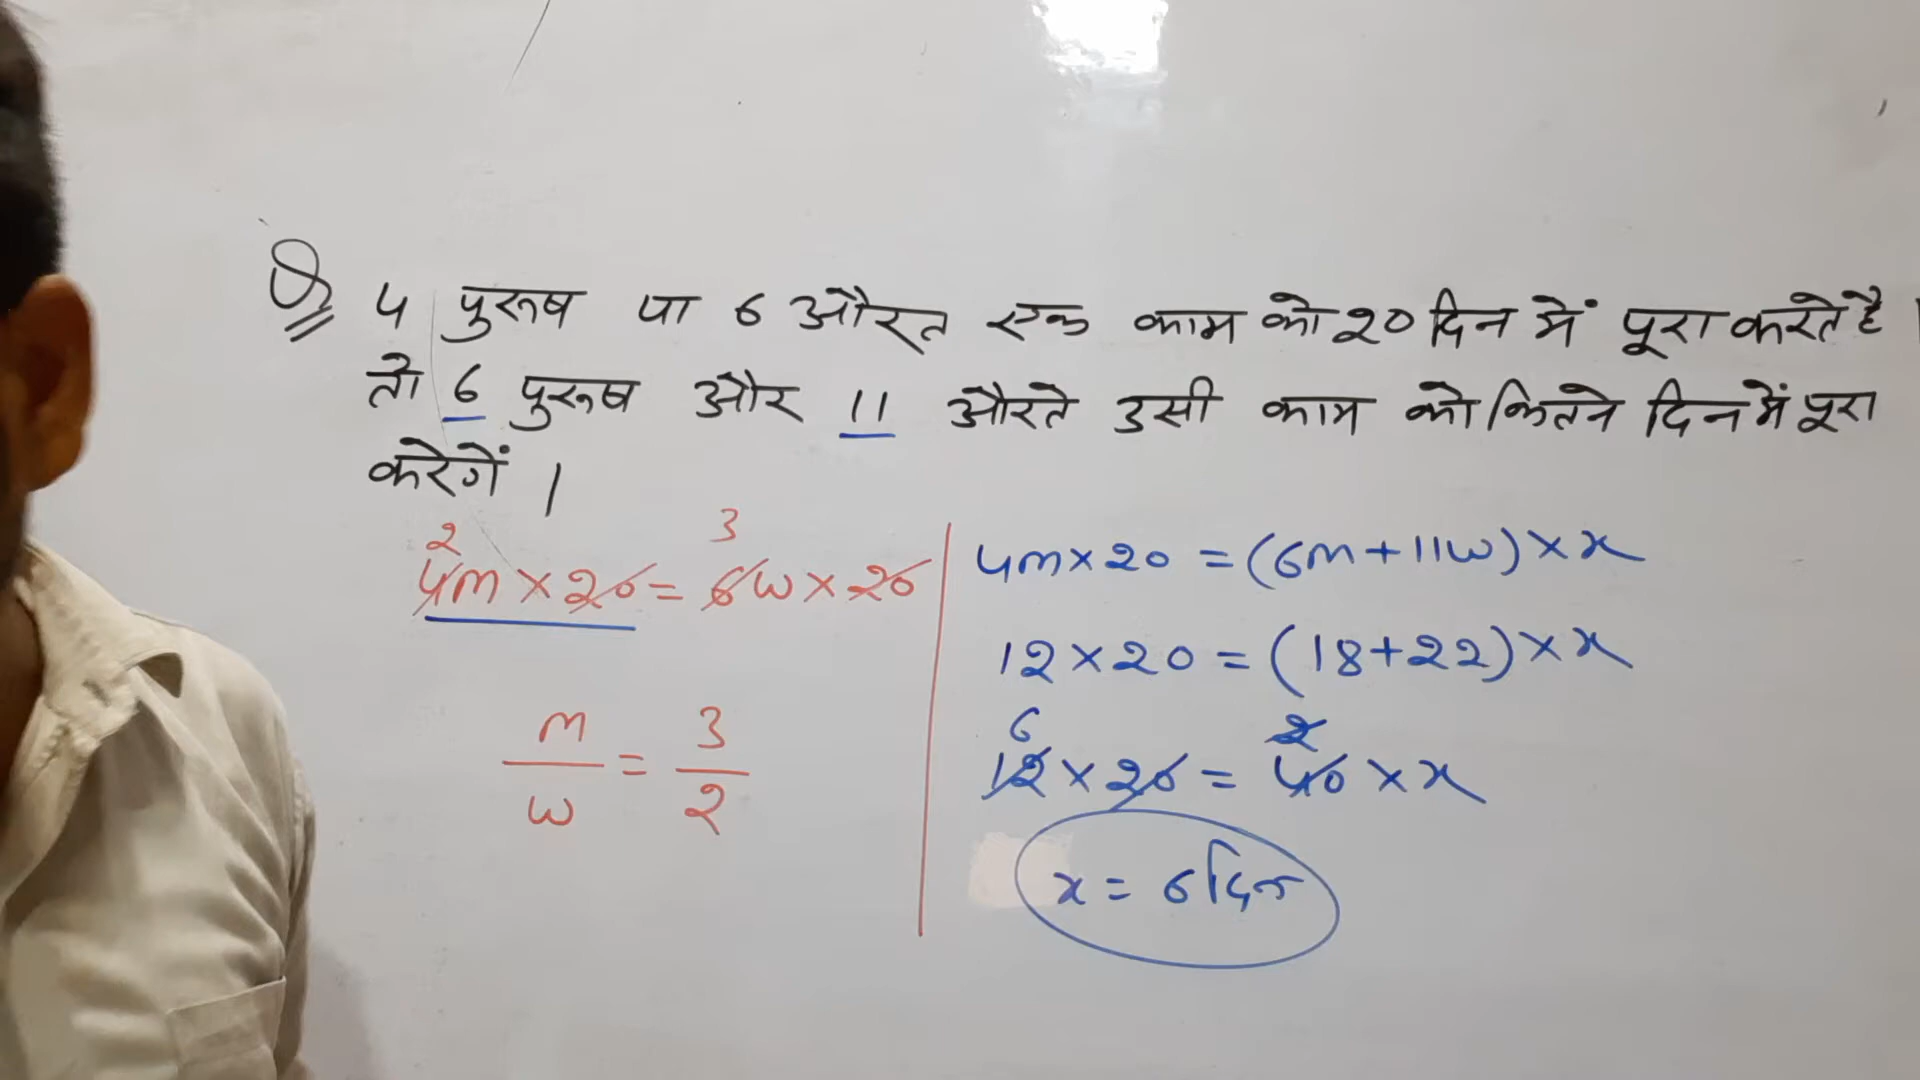 Q 4 पुरूष या 6 औरत एक काम को 20 दिन में पूरा करते है।
तो 6 पुरूष और 11 औरते उसी काम को कितने दिन में पूरा
करेगें ।
2 3
4m × 20 = 6w × 20
m/w = 3/2
4m × 20 = (6m + 11w) × x
12 × 20 = (18 + 22) × x
6 2
12 × 20 = 40 × x
x = 6 दिन